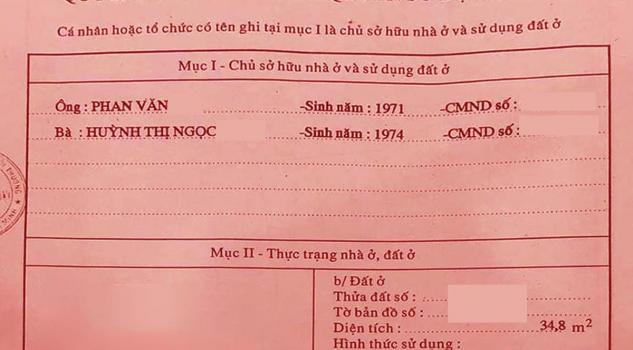 Cá nhân hoặc tổ chức có tên ghi tại mục I là chủ sở hữu nhà ở và sử dụng đất ở
Mục I - Chủ sở hữu nhà ở và sử dụng đất ở
Ông : PHAN VĂN -Sinh năm : 1971 -CMND số :
Bà : HUỲNH THỊ NGỌC -Sinh năm : 1974 -CMND số :
Mục II - Thực trạng nhà ở, đất ở
b/ Đất ở
Thửa đất số :
Tờ bản đồ số :
Diện tích : 34,8 m²
Hình thức sử dụng :